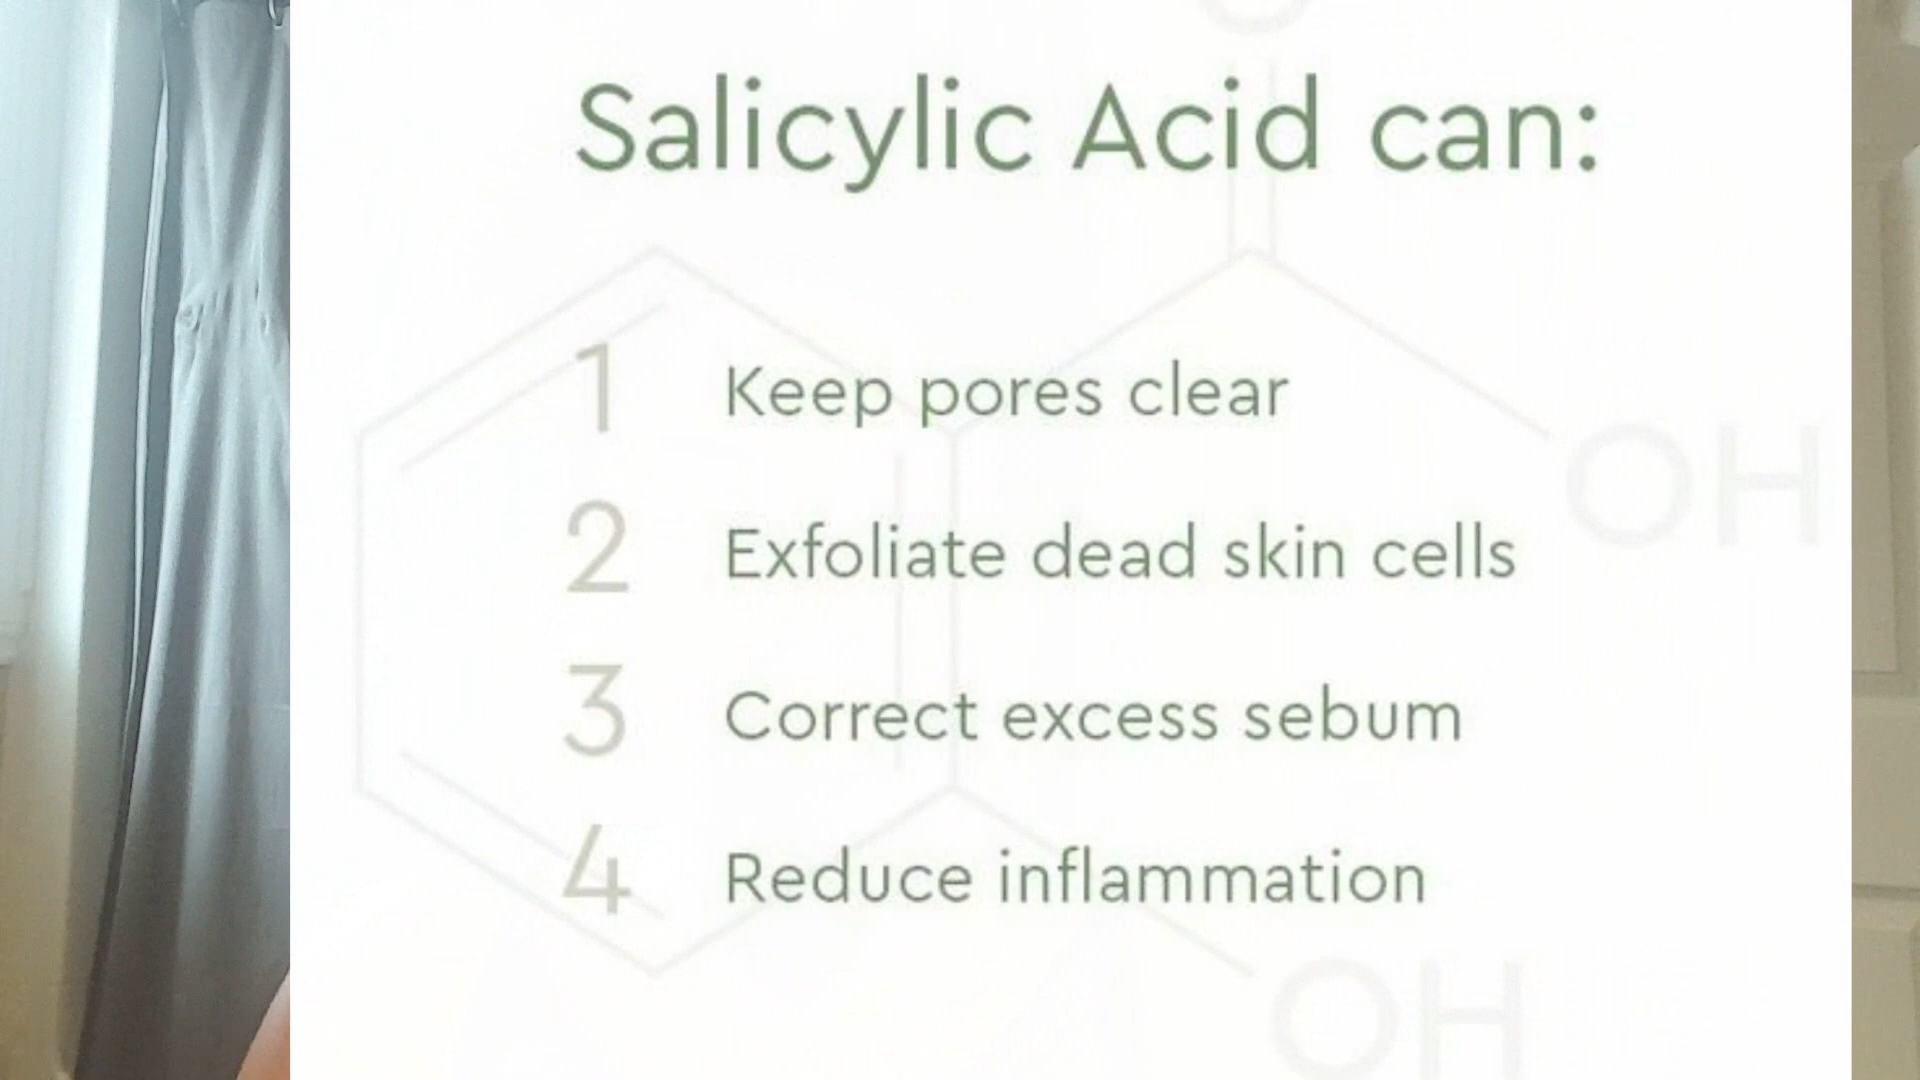 Salicylic Acid can:
1 Keep pores clear
2 Exfoliate dead skin cells
3 Correct excess sebum
4 Reduce inflammation
O
OH
OH